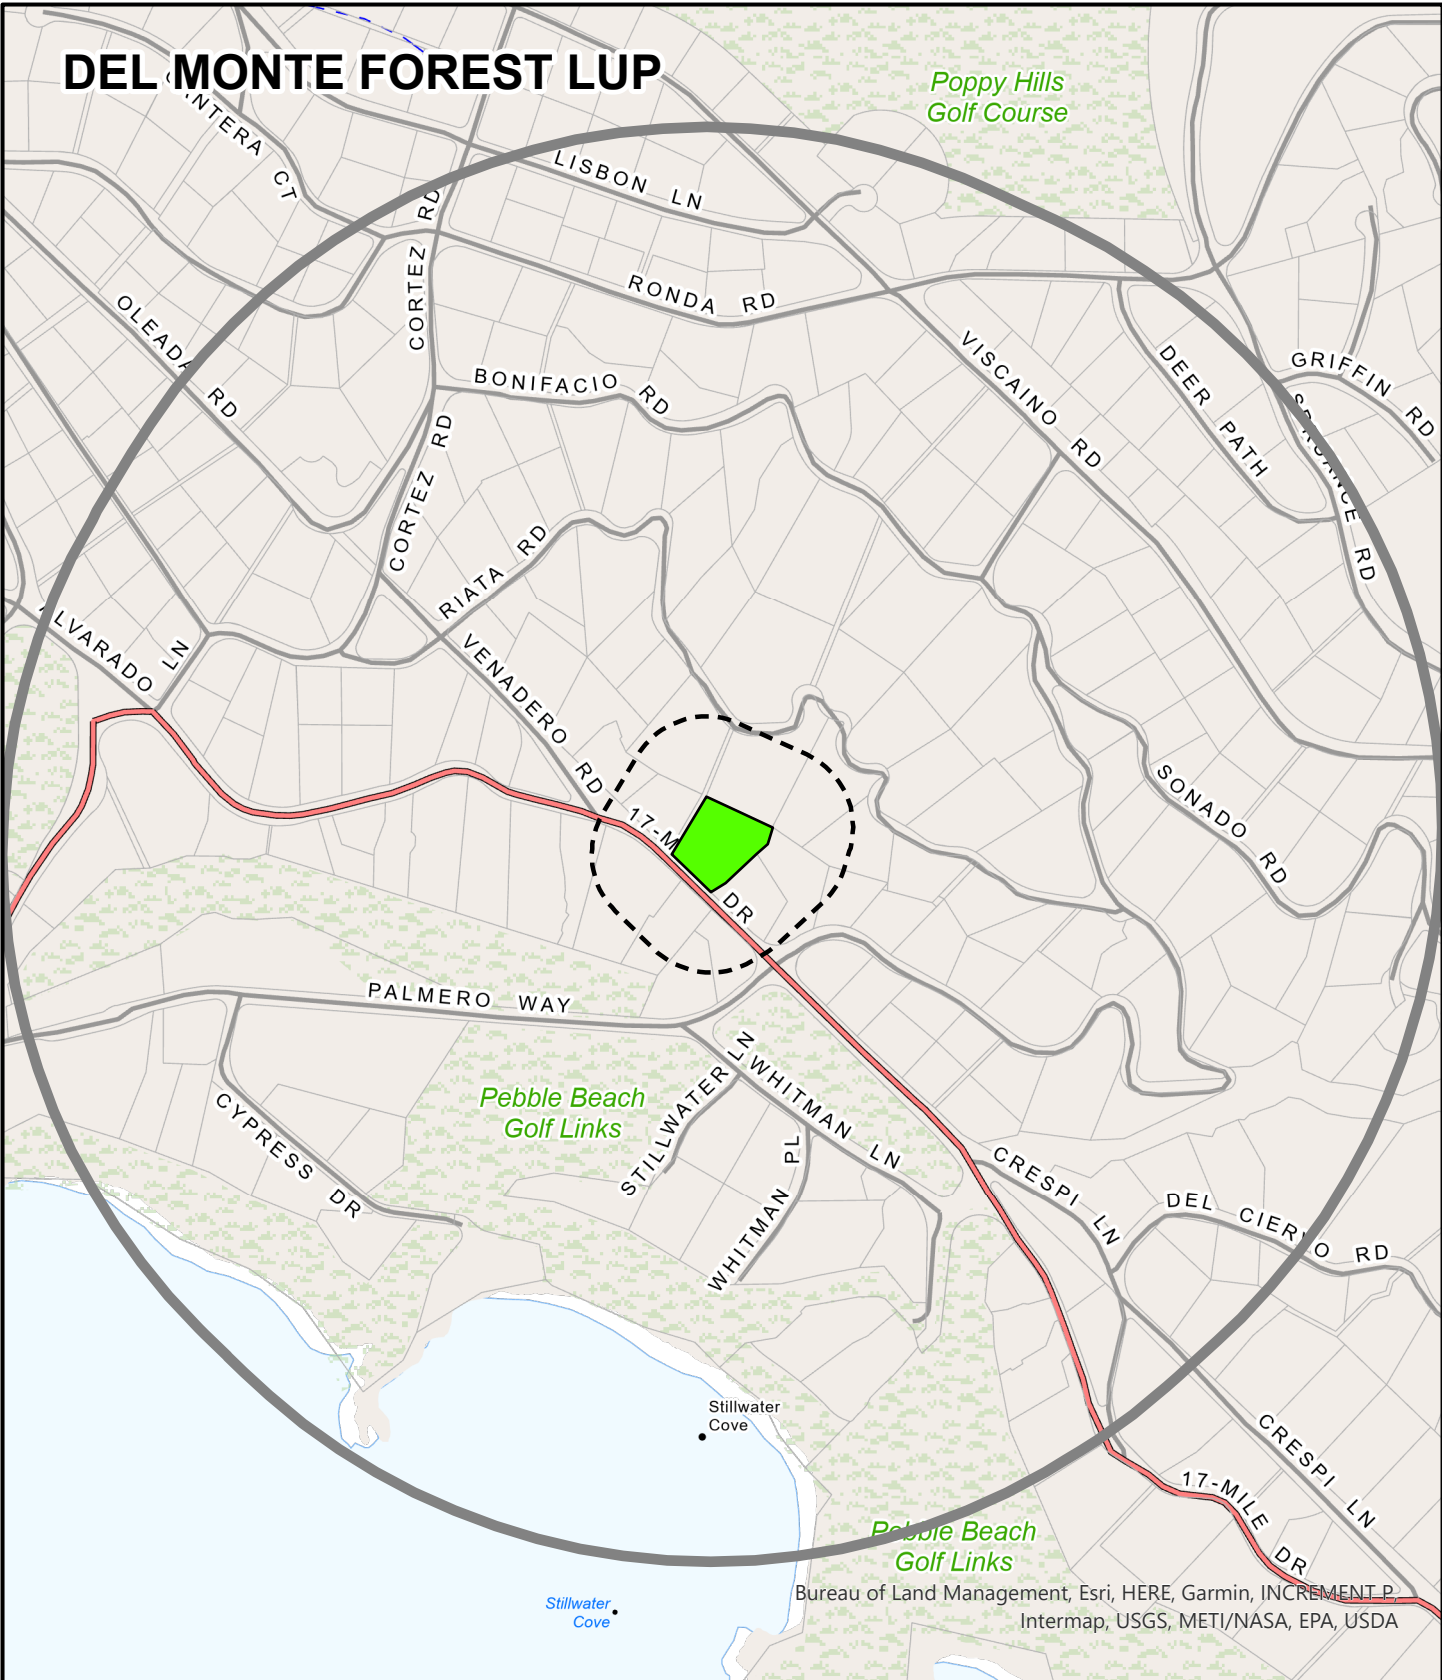 DEL MONTE FOREST LUP
Poppy Hills
Golf Course
CT
LISBON LN
CORTEZ RD
RONDA RD
OLEADA RD
BONIFACIO RD
VISCAINO RD
DEER PATH
GRIFFIN RD
RD
CORTEZ RD
RIATA RD
LN
VENADERO RD
SONADO RD
DR
PALMERO WAY
Pebble Beach
Golf Links
STILLWATER LN
WHITMAN LN
WHITMAN PL
CYPRESS DR
CRESPI LN
DEL RD
Stillwater
Cove
CRESPI LN
17-MILE DR
Pebble Beach
Golf Links
Stillwater
Cove
Bureau of Land Management, Esri, HERE, Garmin, INCREMENT P,
Intermap, USGS, METI/NASA, EPA, USDA